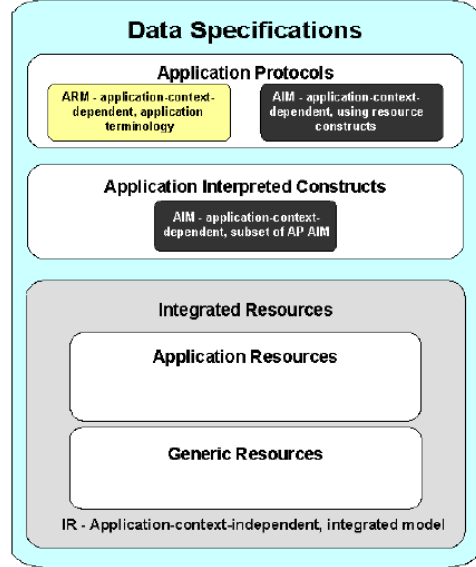 Data Specifications
Application Protocols
ARM - application-context-
dependent, application
terminology
AIM - application-context-
dependent, using resource
constructs
Application Interpreted Constructs
AIM - application-context-
dependent, subset of AP AIM
Integrated Resources
Application Resources
Generic Resources
IR - Application-context-independent, integrated model